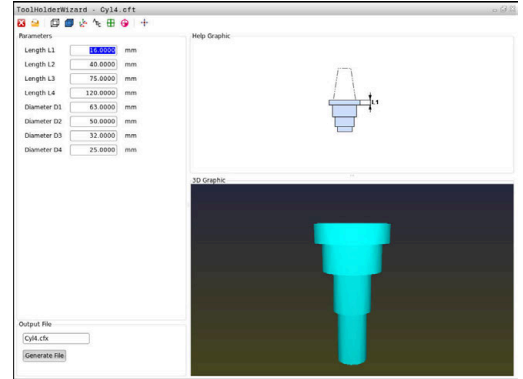 ToolHolderWizard - Cyl4.cft
Parameters
Length L1 16.0000 mm
Length L2 40.0000 mm
Length L3 75.0000 mm
Length L4 120.0000 mm
Diameter D1 63.0000 mm
Diameter D2 50.0000 mm
Diameter D3 32.0000 mm
Diameter D4 25.0000 mm
Output File
Cyl4.cfx
Generate File
Help Graphic
L1
3D Graphic